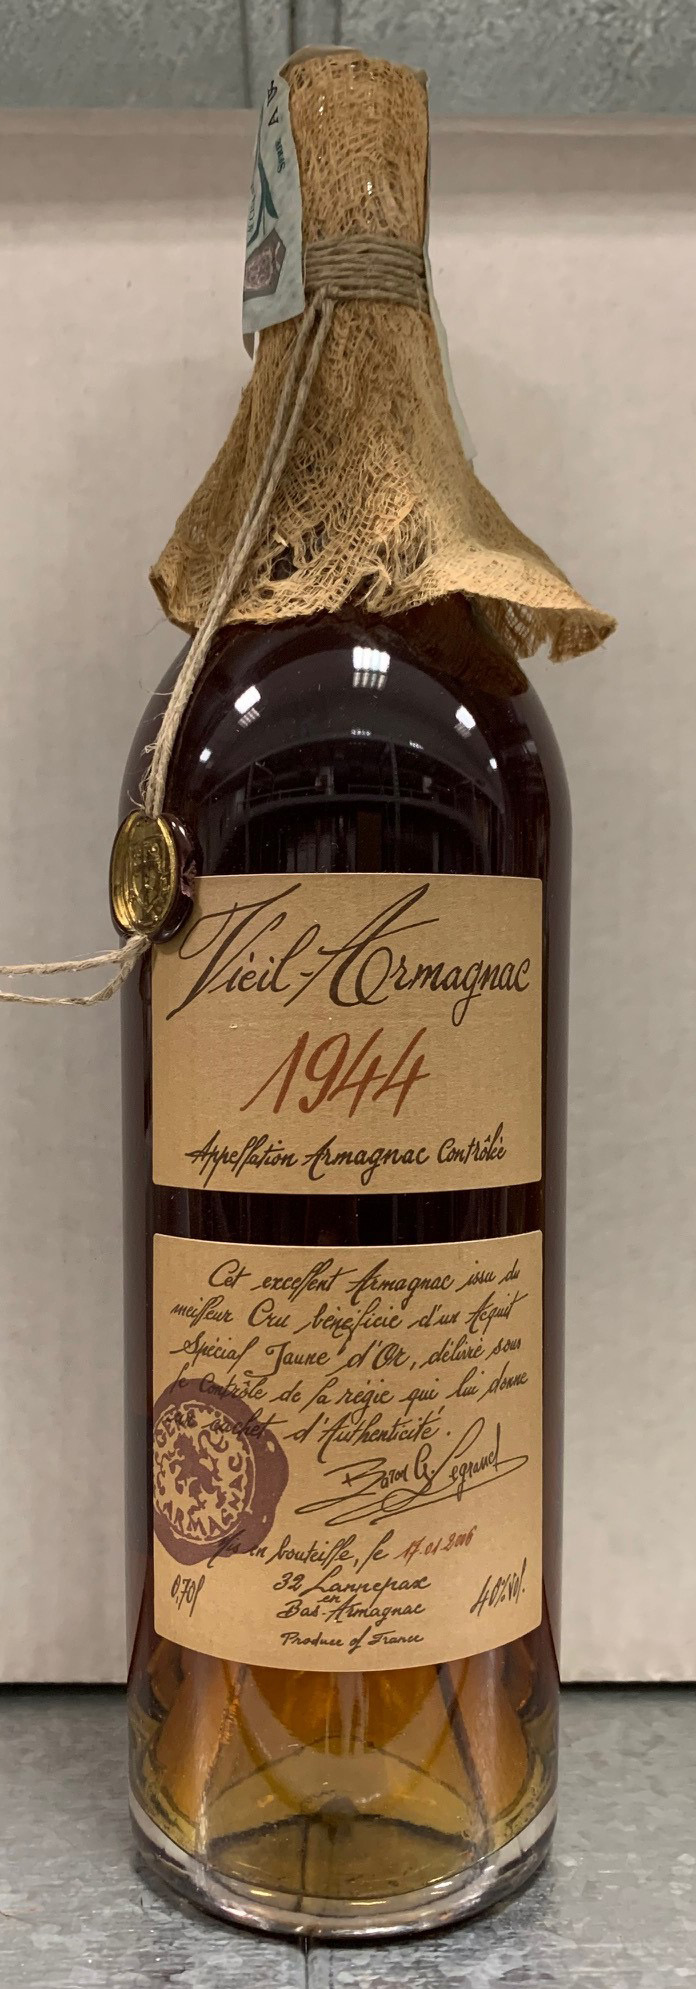 Vieil-Armagnac
1944
Appellation Armagnac Contrôlée
Cet excellent Armagnac issu du
meilleur Cru bénéficie d'un Acquit
Spécial Jaune d'Or, délivré sous
le Contrôle de la régie qui lui donne
cachet d'Authenticité.
Baron G. Legrand
ARMAGNAC
Mis en bouteille, le 17.01.2006
0,70l
32 Lannepax
en
Bas-Armagnac
40%Vol.
Produce of France